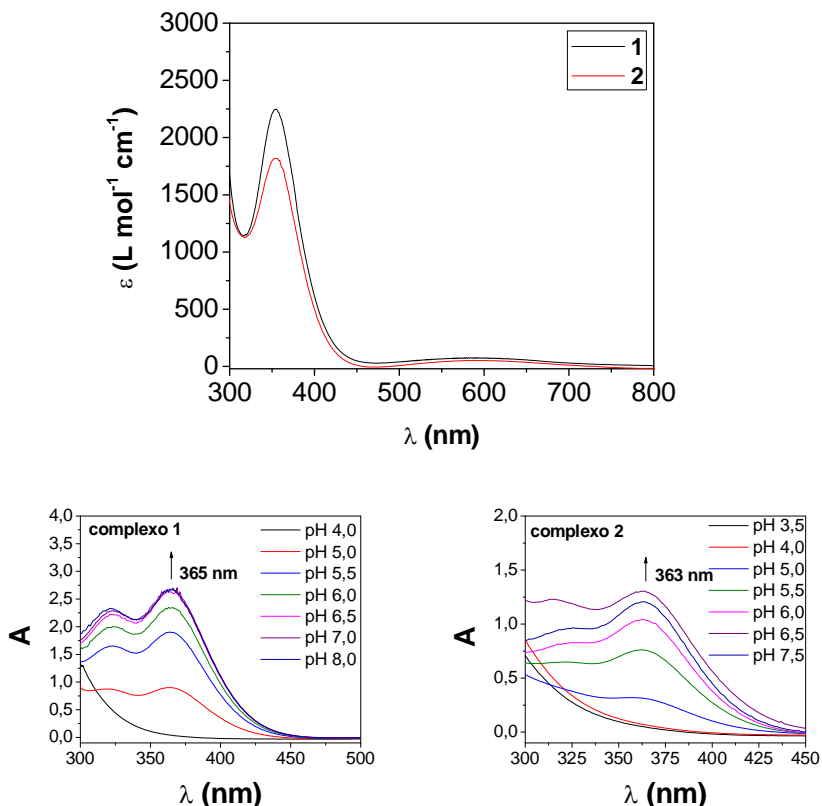 3000
2500
2000
1500
1000
500
0
ε (L mol⁻¹ cm⁻¹)
300 400 500 600 700 800
λ (nm)
1
2
4,0
3,5
3,0
2,5
2,0
1,5
1,0
0,5
0,0
A
complexo 1
365 nm
pH 4,0
pH 5,0
pH 5,5
pH 6,0
pH 6,5
pH 7,0
pH 8,0
300 350 400 450 500
λ (nm)
2,0
1,5
1,0
0,5
0,0
A
complexo 2
363 nm
pH 3,5
pH 4,0
pH 5,0
pH 5,5
pH 6,0
pH 6,5
pH 7,5
300 325 350 375 400 425 450
λ (nm)